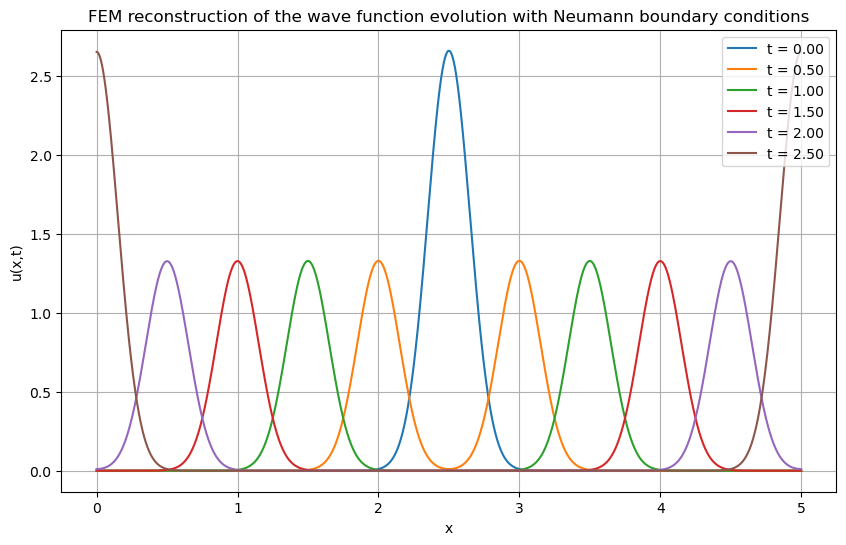 FEM reconstruction of the wave function evolution with Neumann boundary conditions
t = 0.00
t = 0.50
t = 1.00
t = 1.50
t = 2.00
t = 2.50
u(x,t)
2.5
2.0
1.5
1.0
0.5
0.0
0 1 2 3 4 5
x